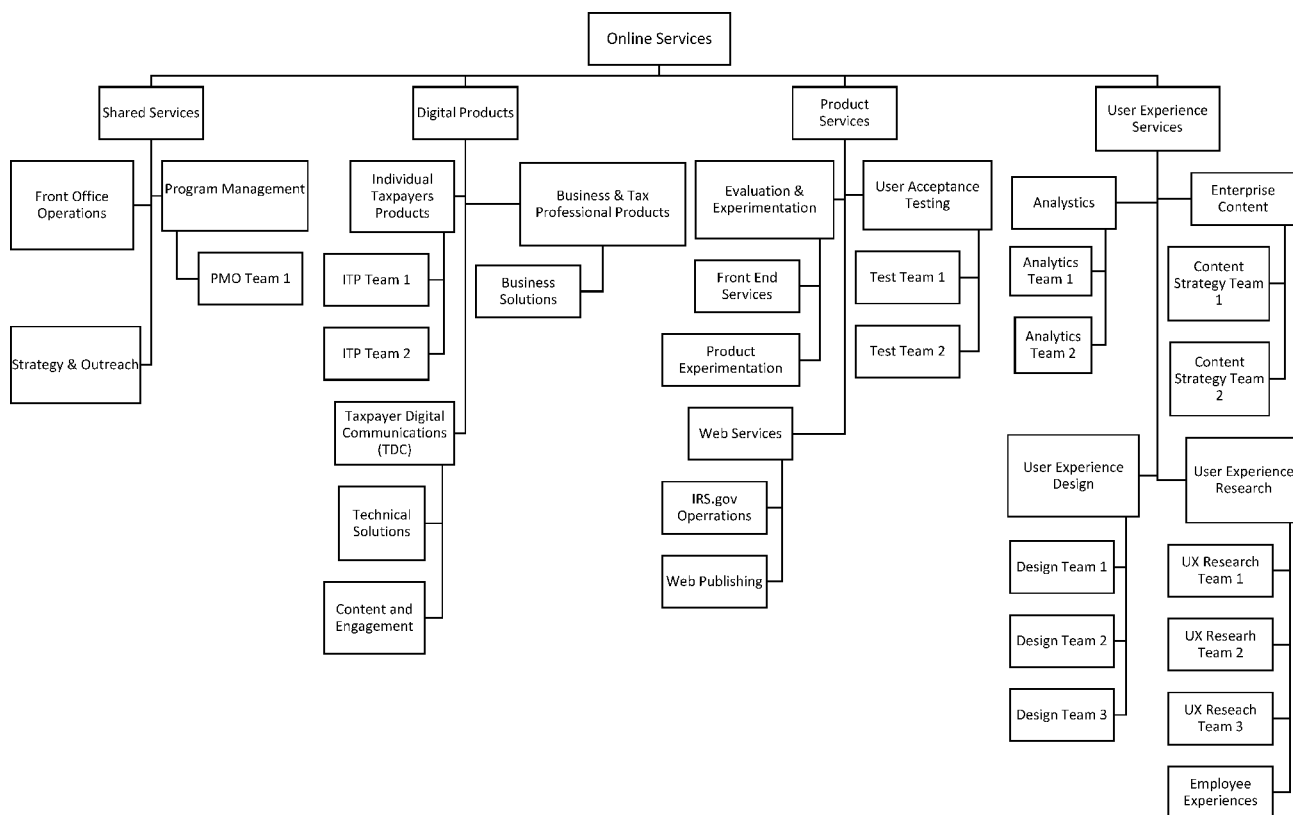 Online Services
Shared Services
Digital Products
Product
Services
User Experience
Services
Front Office
Operations
Program Management
PMO Team 1
Strategy & Outreach
Individual
Taxpayers
Products
Business & Tax
Professional Products
ITP Team 1
ITP Team 2
Business
Solutions
Taxpayer Digital
Communications
(TDC)
Technical
Solutions
Content and
Engagement
Evaluation &
Experimentation
User Acceptance
Testing
Front End
Services
Product
Experimentation
Test Team 1
Test Team 2
Web Services
IRS.gov
Operrations
Web Publishing
Analystics
Enterprise
Content
Analytics
Team 1
Analytics
Team 2
Content
Strategy Team
1
Content
Strategy Team
2
User Experience
Design
User Experience
Research
Design Team 1
Design Team 2
Design Team 3
UX Research
Team 1
UX Researh
Team 2
UX Reseach
Team 3
Employee
Experiences